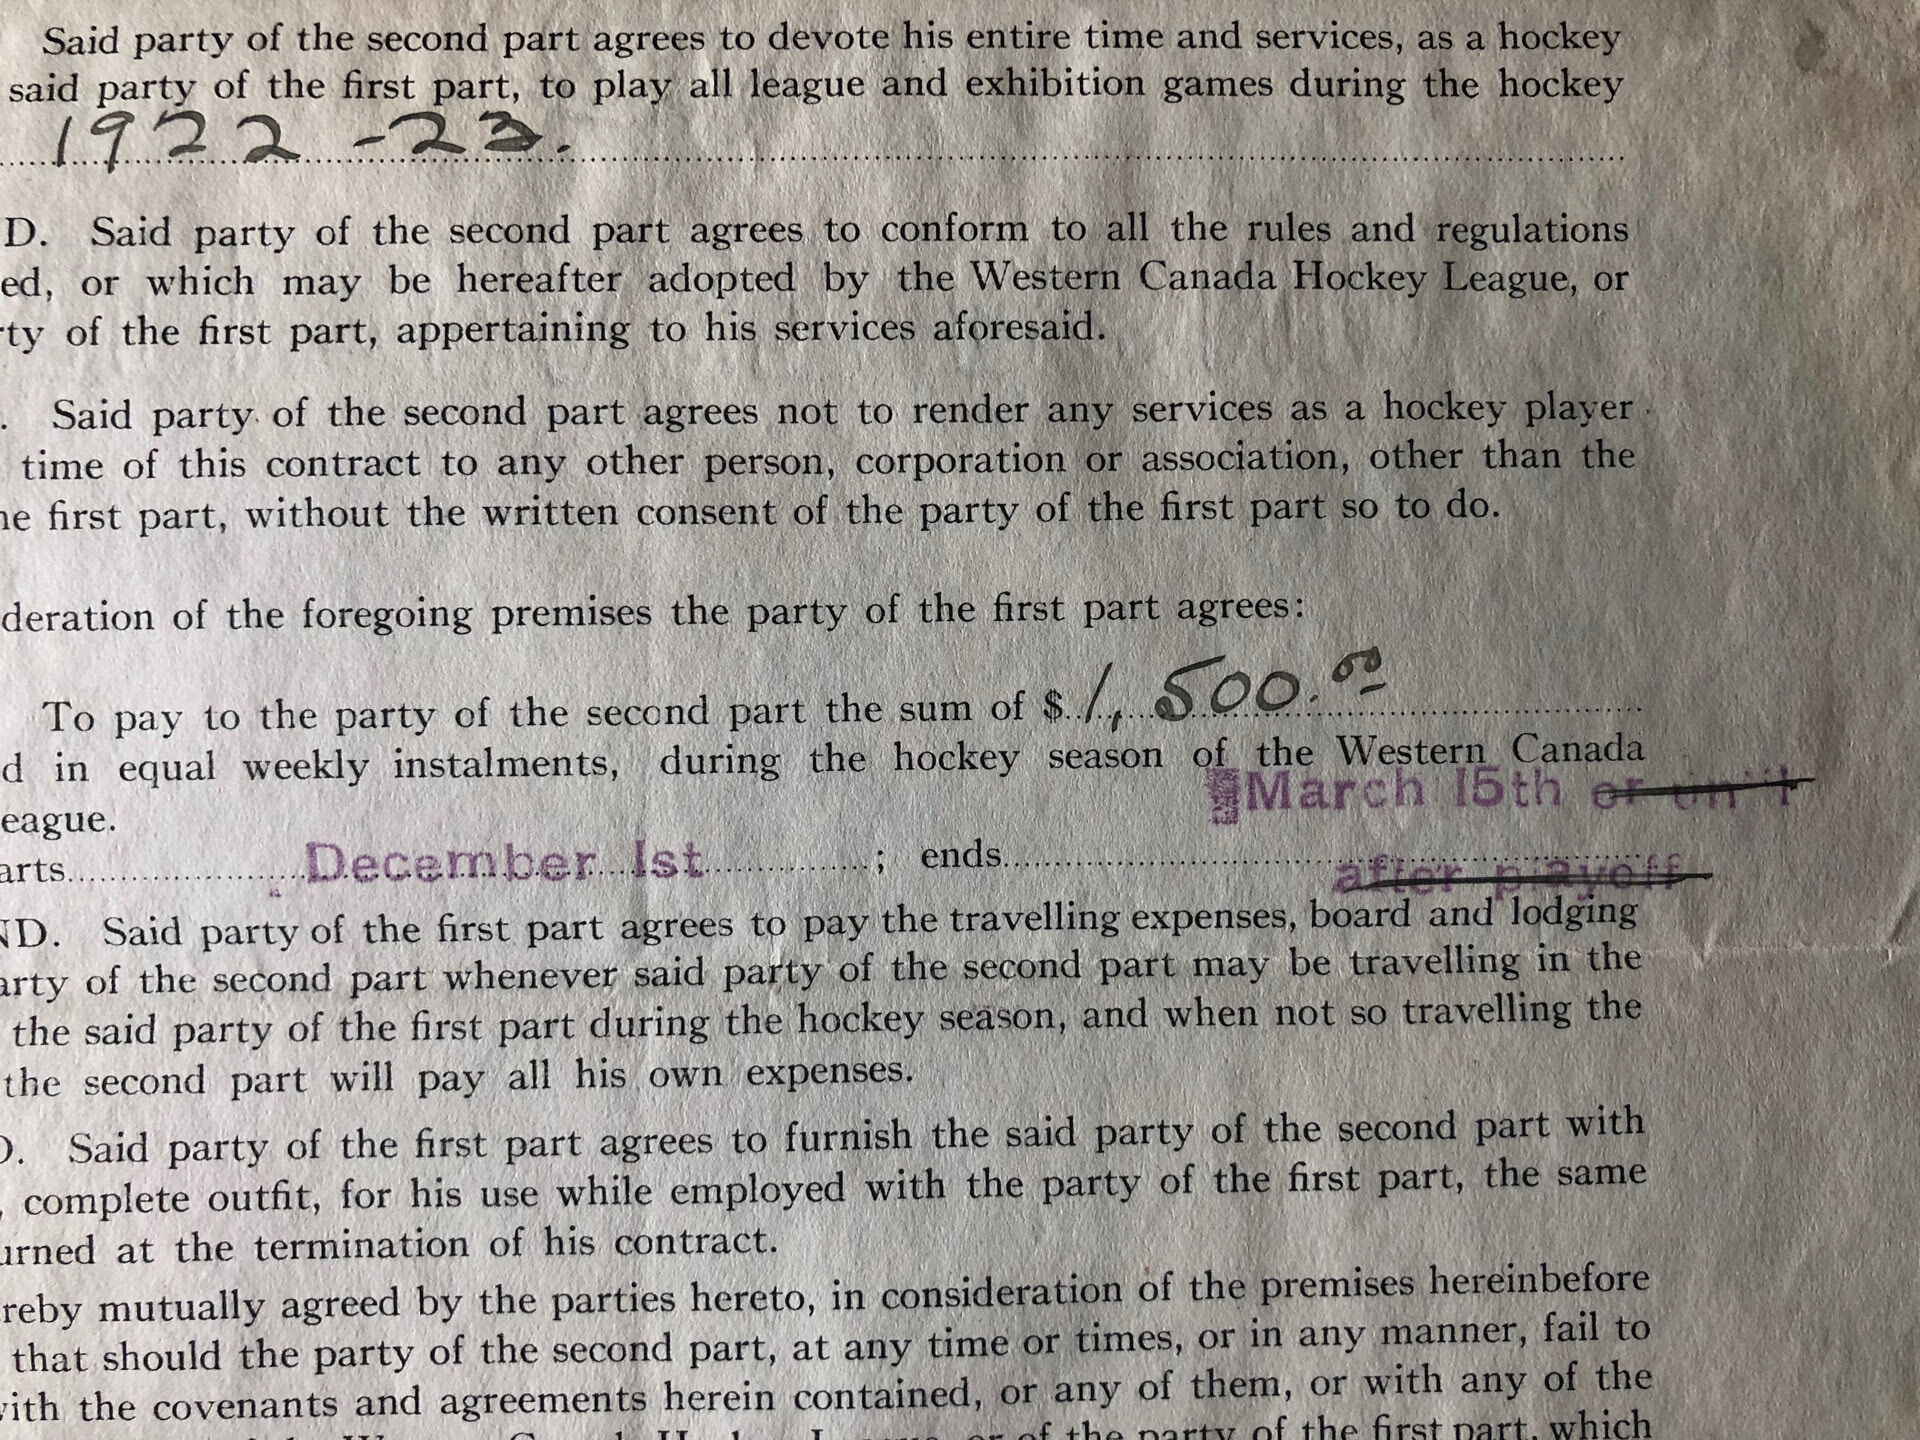 Said party of the second part agrees to devote his entire time and services, as a hockey
said party of the first part, to play all league and exhibition games during the hockey
1922-23.
D. Said party of the second part agrees to conform to all the rules and regulations
ed, or which may be hereafter adopted by the Western Canada Hockey League, or
ty of the first part, appertaining to his services aforesaid.
. Said party of the second part agrees not to render any services as a hockey player
time of this contract to any other person, corporation or association, other than the
he first part, without the written consent of the party of the first part so to do.
deration of the foregoing premises the party of the first part agrees:
To pay to the party of the second part the sum of $1,500.00
d in equal weekly instalments, during the hockey season of the Western Canada
March 15th or until
eague.
arts December 1st ; ends
after playoff
ND. Said party of the first part agrees to pay the travelling expenses, board and lodging
arty of the second part whenever said party of the second part may be travelling in the
the said party of the first part during the hockey season, and when not so travelling the
the second part will pay all his own expenses.
D. Said party of the first part agrees to furnish the said party of the second part with
, complete outfit, for his use while employed with the party of the first part, the same
urned at the termination of his contract.
reby mutually agreed by the parties hereto, in consideration of the premises hereinbefore
that should the party of the second part, at any time or times, or in any manner, fail to
with the covenants and agreements herein contained, or any of them, or with any of the
or of the party of the first part, which